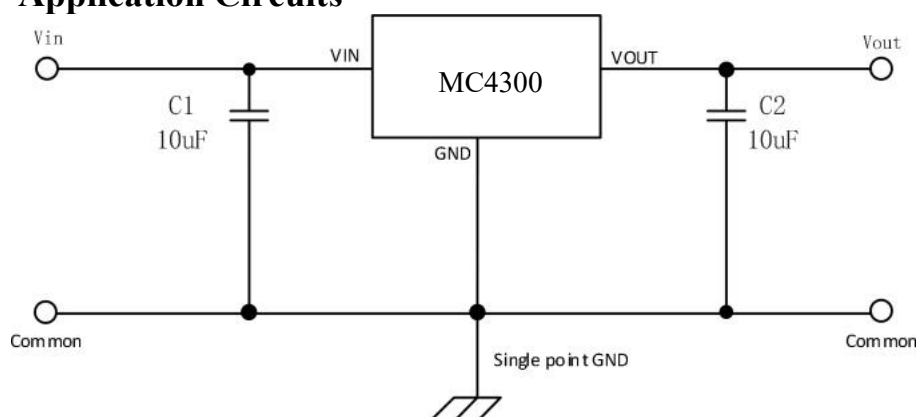 Application Circuits
Vin
VIN
MC4300
VOUT
Vout
C1
10uF
C2
10uF
GND
Common
Common
Single point GND